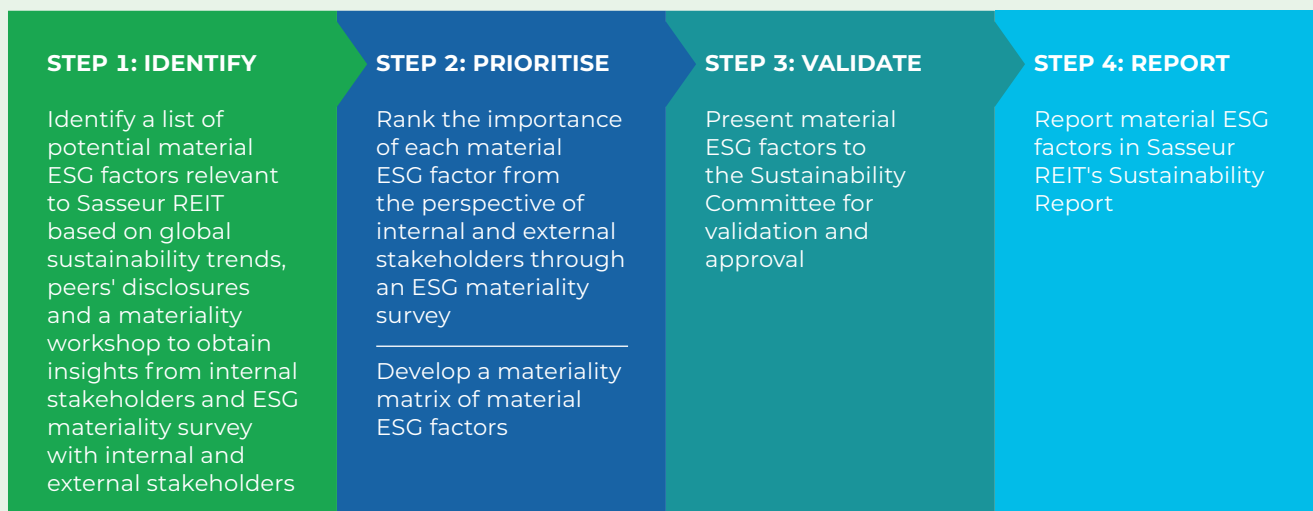 STEP 1: IDENTIFY
Identify a list of
potential material
ESG factors relevant
to Sasseur REIT
based on global
sustainability trends,
peers' disclosures
and a materiality
workshop to obtain
insights from internal
stakeholders and ESG
materiality survey
with internal and
external stakeholders
STEP 2: PRIORITISE
Rank the importance
of each material
ESG factor from
the perspective of
internal and external
stakeholders through
an ESG materiality
survey
Develop a materiality
matrix of material
ESG factors
STEP 3: VALIDATE
Present material
ESG factors to
the Sustainability
Committee for
validation and
approval
STEP 4: REPORT
Report material ESG
factors in Sasseur
REIT's Sustainability
Report